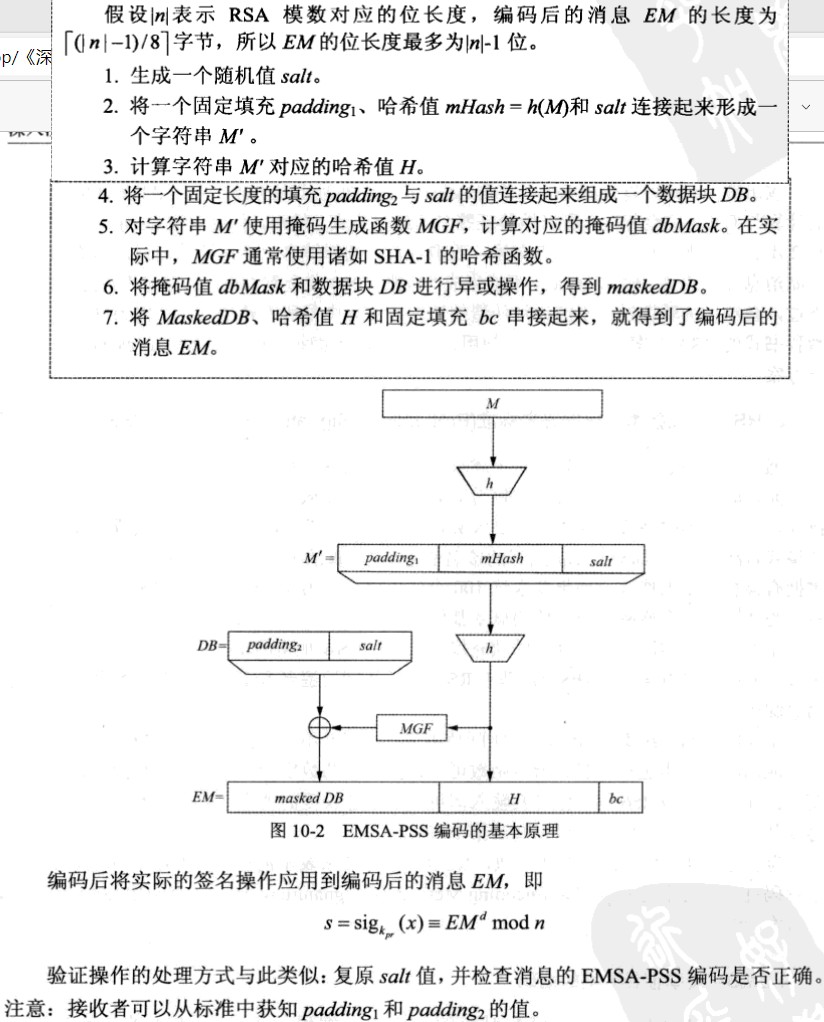 假设|n|表示 RSA 模数对应的位长度，编码后的消息 EM 的长度为
⌈(|n|−1)/8⌉字节，所以 EM 的位长度最多为|n|-1 位。
op/《深
1. 生成一个随机值 salt。
2. 将一个固定填充 padding₁、哈希值 mHash = h(M)和 salt 连接起来形成一
个字符串 M'。
3. 计算字符串 M' 对应的哈希值 H。
4. 将一个固定长度的填充 padding₂ 与 salt 的值连接起来组成一个数据块 DB。
5. 对字符串 M' 使用掩码生成函数 MGF，计算对应的掩码值 dbMask。在实
际中，MGF 通常使用诸如 SHA-1 的哈希函数。
6. 将掩码值 dbMask 和数据块 DB 进行异或操作，得到 maskedDB。
7. 将 MaskedDB、哈希值 H 和固定填充 bc 串接起来，就得到了编码后的
消息 EM。
M
h
M' = padding₁ mHash salt
DB= padding₂ salt
h
MGF
EM= masked DB H bc
图 10-2 EMSA-PSS 编码的基本原理
编码后将实际的签名操作应用到编码后的消息 EM，即
s = sig_{k_{pr}}(x) ≡ EM^d mod n
验证操作的处理方式与此类似：复原 salt 值，并检查消息的 EMSA-PSS 编码是否正确。
注意：接收者可以从标准中获知 padding₁ 和 padding₂ 的值。